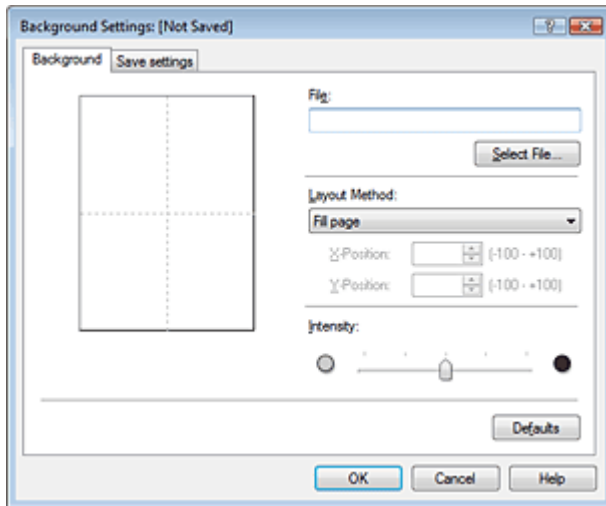 Background Settings: [Not Saved]
Background Save settings
File:
Select File...
Layout Method:
Fill page
X-Position: (-100 - +100)
Y-Position: (-100 - +100)
Intensity:
Defaults
OK Cancel Help